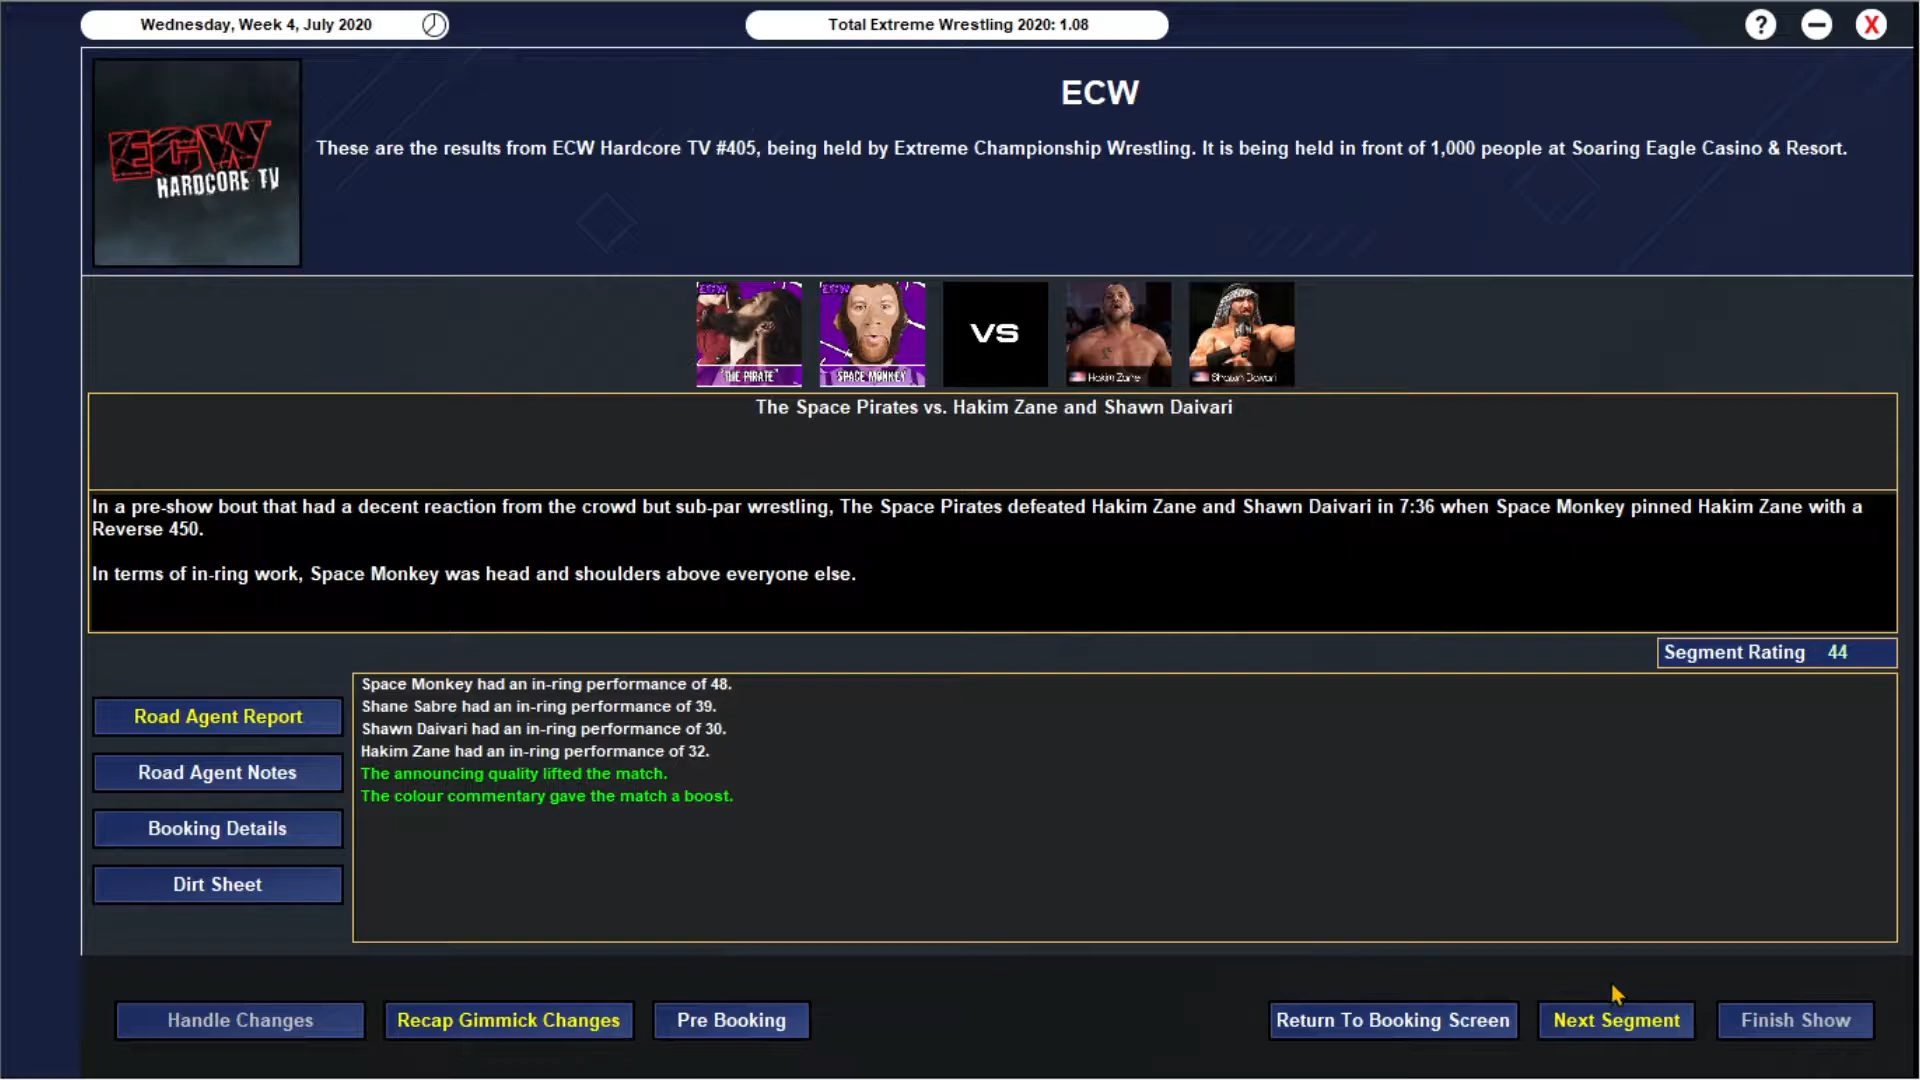 Wednesday, Week 4, July 2020
Total Extreme Wrestling 2020: 1.08
?
X
ECW
HARDCORE TV
ECW
These are the results from ECW Hardcore TV #405, being held by Extreme Championship Wrestling. It is being held in front of 1,000 people at Soaring Eagle Casino & Resort.
ECW
"THE PIRATE"
ECW
SPACE MONKEY
VS
Hakim Zane
Shawn Daivari
The Space Pirates vs. Hakim Zane and Shawn Daivari
In a pre-show bout that had a decent reaction from the crowd but sub-par wrestling, The Space Pirates defeated Hakim Zane and Shawn Daivari in 7:36 when Space Monkey pinned Hakim Zane with a
Reverse 450.
In terms of in-ring work, Space Monkey was head and shoulders above everyone else.
Segment Rating 44
Road Agent Report
Road Agent Notes
Booking Details
Dirt Sheet
Space Monkey had an in-ring performance of 48.
Shane Sabre had an in-ring performance of 39.
Shawn Daivari had an in-ring performance of 30.
Hakim Zane had an in-ring performance of 32.
The announcing quality lifted the match.
The colour commentary gave the match a boost.
Handle Changes
Recap Gimmick Changes
Pre Booking
Return To Booking Screen
Next Segment
Finish Show